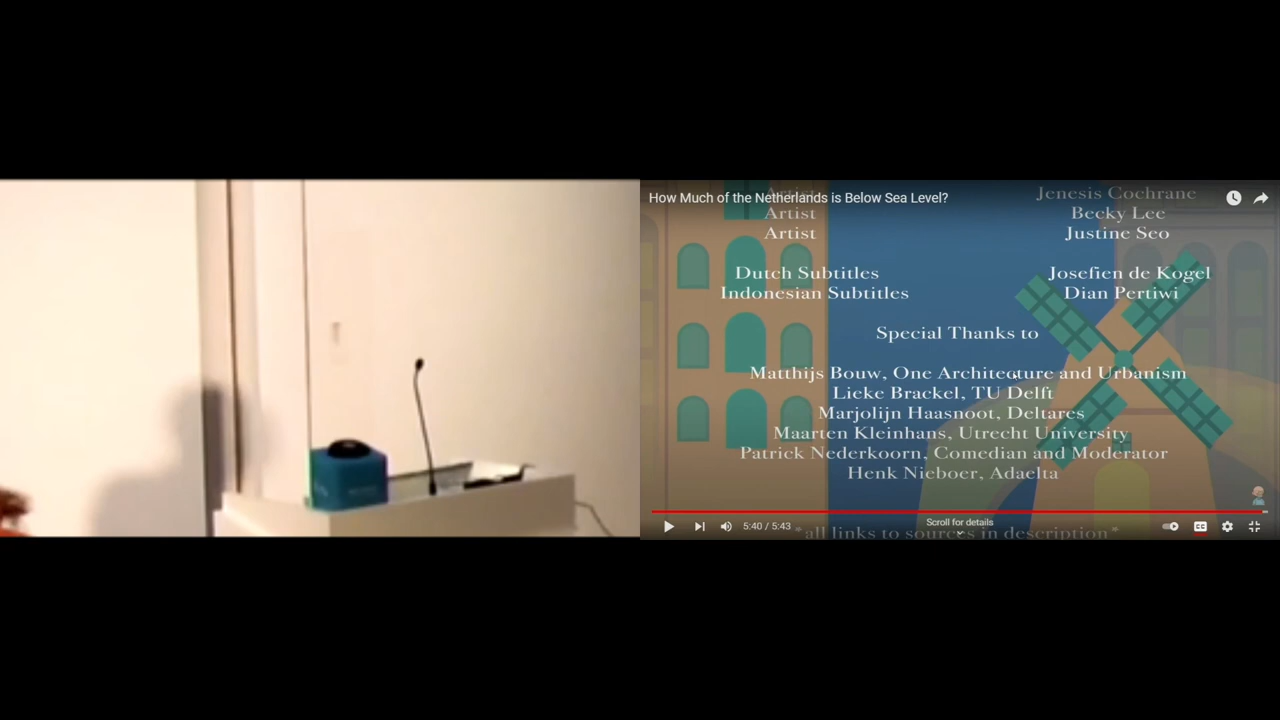 How Much of the Netherlands is Below Sea Level?
Artist Jenesis Cochrane
Artist Becky Lee
Artist Justine Seo
Dutch Subtitles Josefien de Kogel
Indonesian Subtitles Dian Pertiwi
Special Thanks to
Matthijs Bouw, One Architecture and Urbanism
Lieke Brackel, TU Delft
Marjolijn Haasnoot, Deltares
Maarten Kleinhans, Utrecht University
Patrick Nederkoorn, Comedian and Moderator
Henk Nieboer, Adaelta
5:40 / 5:43
Scroll for details
CC
*all links to sources in description*